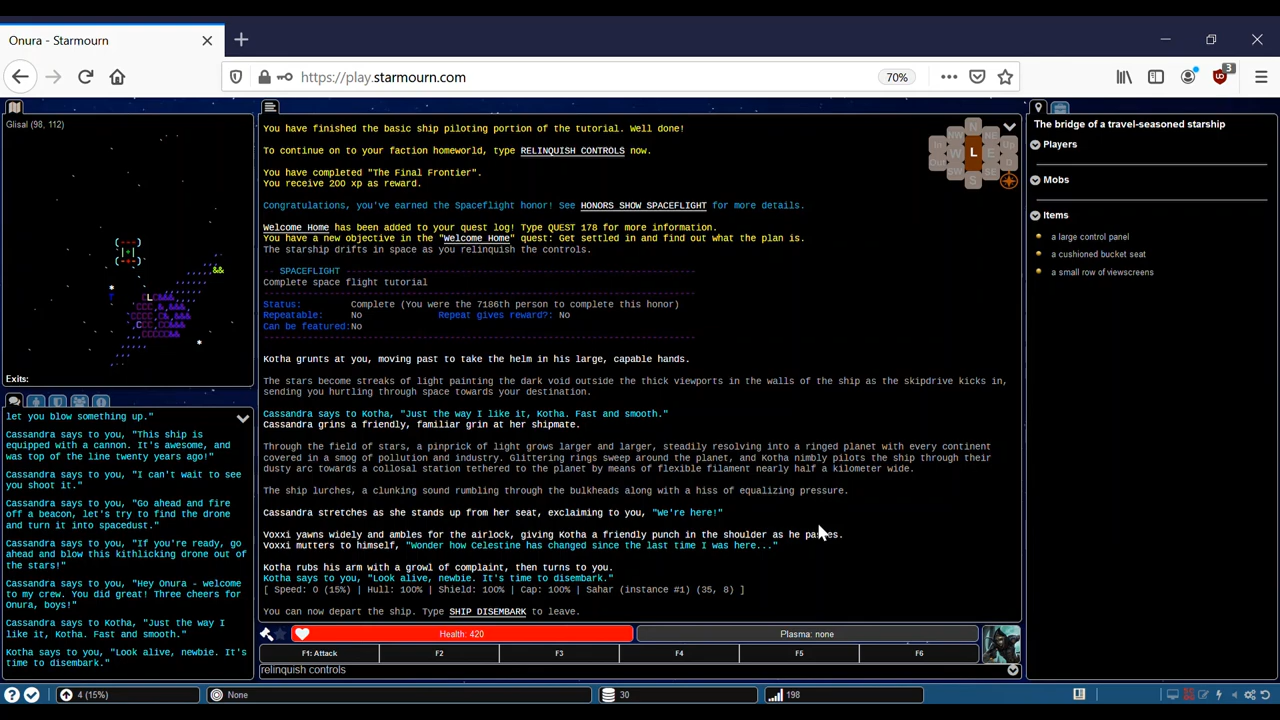 Onura - Starmourn
https://play.starmourn.com
70%
3
Glisal (98, 112)
Exits:
let you blow something up."
Cassandra says to you, "This ship is
equipped with a cannon. It's awesome, and
was top of the line twenty years ago!"
Cassandra says to you, "I can't wait to see
you shoot it."
Cassandra says to you, "Go ahead and fire
off a beacon, let's try to find the drone
and turn it into spacedust."
Cassandra says to you, "If you're ready, go
ahead and blow this kithlicking drone out of
the stars!"
Cassandra says to you, "Hey Onura - welcome
to my crew. You did great! Three cheers for
Onura, boys!"
Cassandra says to Kotha, "Just the way I
like it, Kotha. Fast and smooth."
Kotha says to you, "Look alive, newbie. It's
time to disembark."
You have finished the basic ship piloting portion of the tutorial. Well done!
To continue on to your faction homeworld, type RELINQUISH CONTROLS now.
You have completed "The Final Frontier".
You receive 200 xp as reward.
Congratulations, you've earned the Spaceflight honor! See HONORS SHOW SPACEFLIGHT for more details.
Welcome Home has been added to your quest log! Type QUEST 178 for more information.
You have a new objective in the "Welcome Home" quest: Get settled in and find out what the plan is.
The starship drifts in space as you relinquish the controls.
-- SPACEFLIGHT ------------------------------------------------
Complete space flight tutorial
Status: Complete (You were the 7186th person to complete this honor)
Repeatable: No Repeat gives reward?: No
Can be featured:No
Kotha grunts at you, moving past to take the helm in his large, capable hands.
The stars become streaks of light painting the dark void outside the thick viewports in the walls of the ship as the skipdrive kicks in,
sending you hurtling through space towards your destination.
Cassandra says to Kotha, "Just the way I like it, Kotha. Fast and smooth."
Cassandra grins a friendly, familiar grin at her shipmate.
Through the field of stars, a pinprick of light grows larger and larger, steadily resolving into a ringed planet with every continent
covered in a smog of pollution and industry. Glittering rings sweep around the planet, and Kotha nimbly pilots the ship through their
dusty arc towards a collosal station tethered to the planet by means of flexible filament nearly half a kilometer wide.
The ship lurches, a clunking sound rumbling through the bulkheads along with a hiss of equalizing pressure.
Cassandra stretches as she stands up from her seat, exclaiming to you, "We're here!"
Voxxi yawns widely and ambles for the airlock, giving Kotha a friendly punch in the shoulder as he passes.
Voxxi mutters to himself, "Wonder how Celestine has changed since the last time I was here..."
Kotha rubs his arm with a growl of complaint, then turns to you.
Kotha says to you, "Look alive, newbie. It's time to disembark."
[ Speed: 0 (15%) | Hull: 100% | Shield: 100% | Cap: 100% | Sahar (instance #1) (35, 8) ]
You can now depart the ship. Type SHIP DISEMBARK to leave.
N
NW NE
In Up
W L E
Out D
SW SE
S
Health: 420
Plasma: none
F1: Attack
F2
F3
F4
F5
F6
relinquish controls
The bridge of a travel-seasoned starship
Players
Mobs
Items
a large control panel
a cushioned bucket seat
a small row of viewscreens
4 (15%)
None
30
198